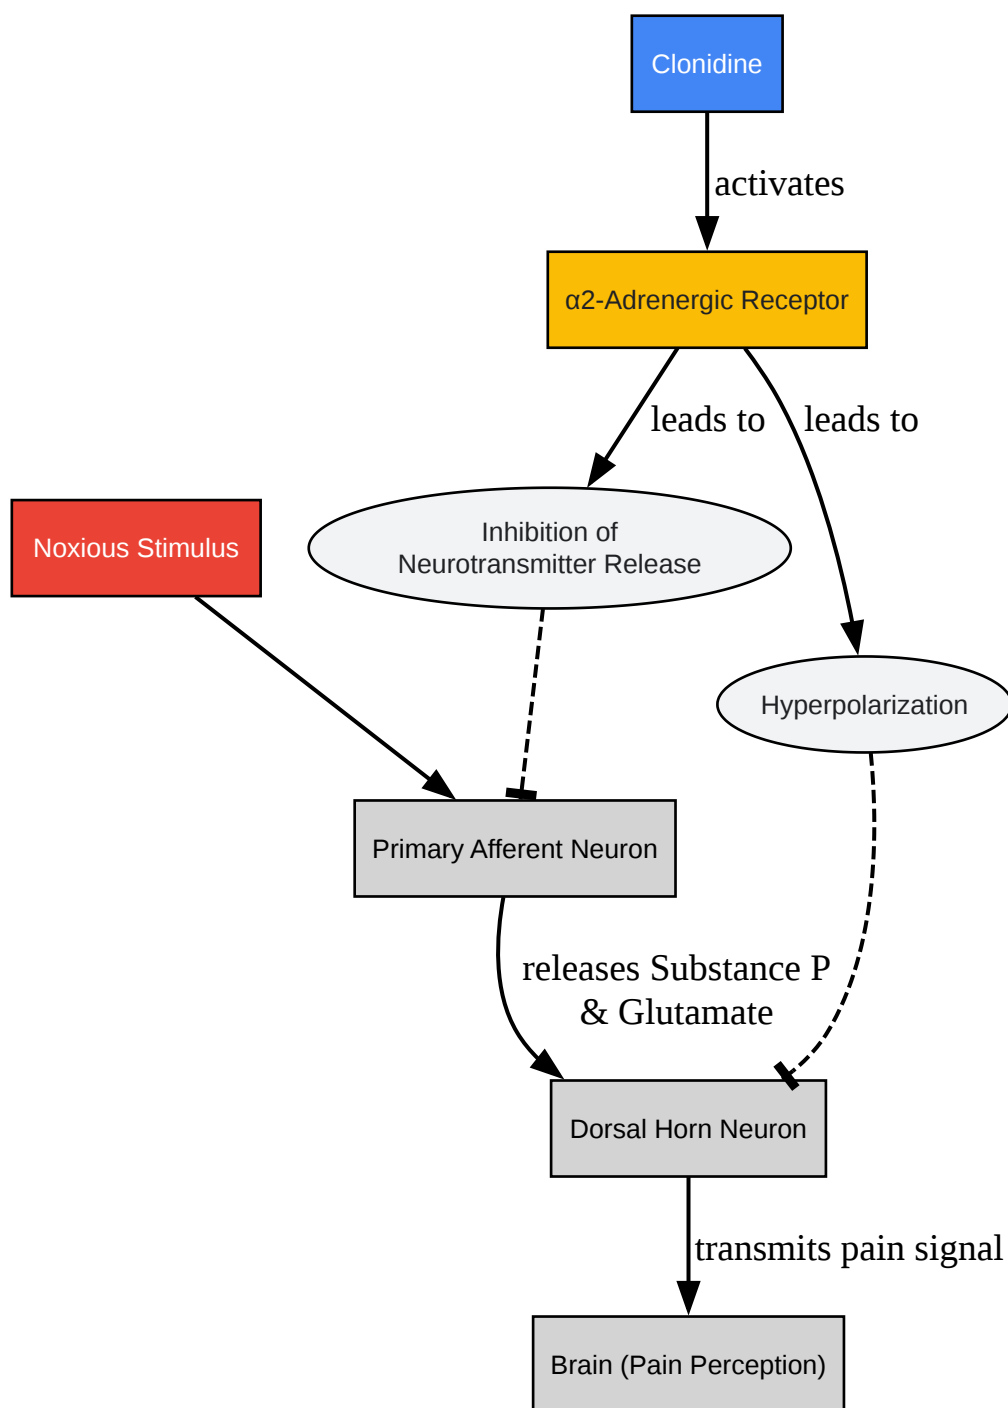 Clonidine
activates
α2-Adrenergic Receptor
leads to
leads to
Inhibition of
Neurotransmitter Release
Noxious Stimulus
Hyperpolarization
Primary Afferent Neuron
releases Substance P
& Glutamate
Dorsal Horn Neuron
transmits pain signal
Brain (Pain Perception)